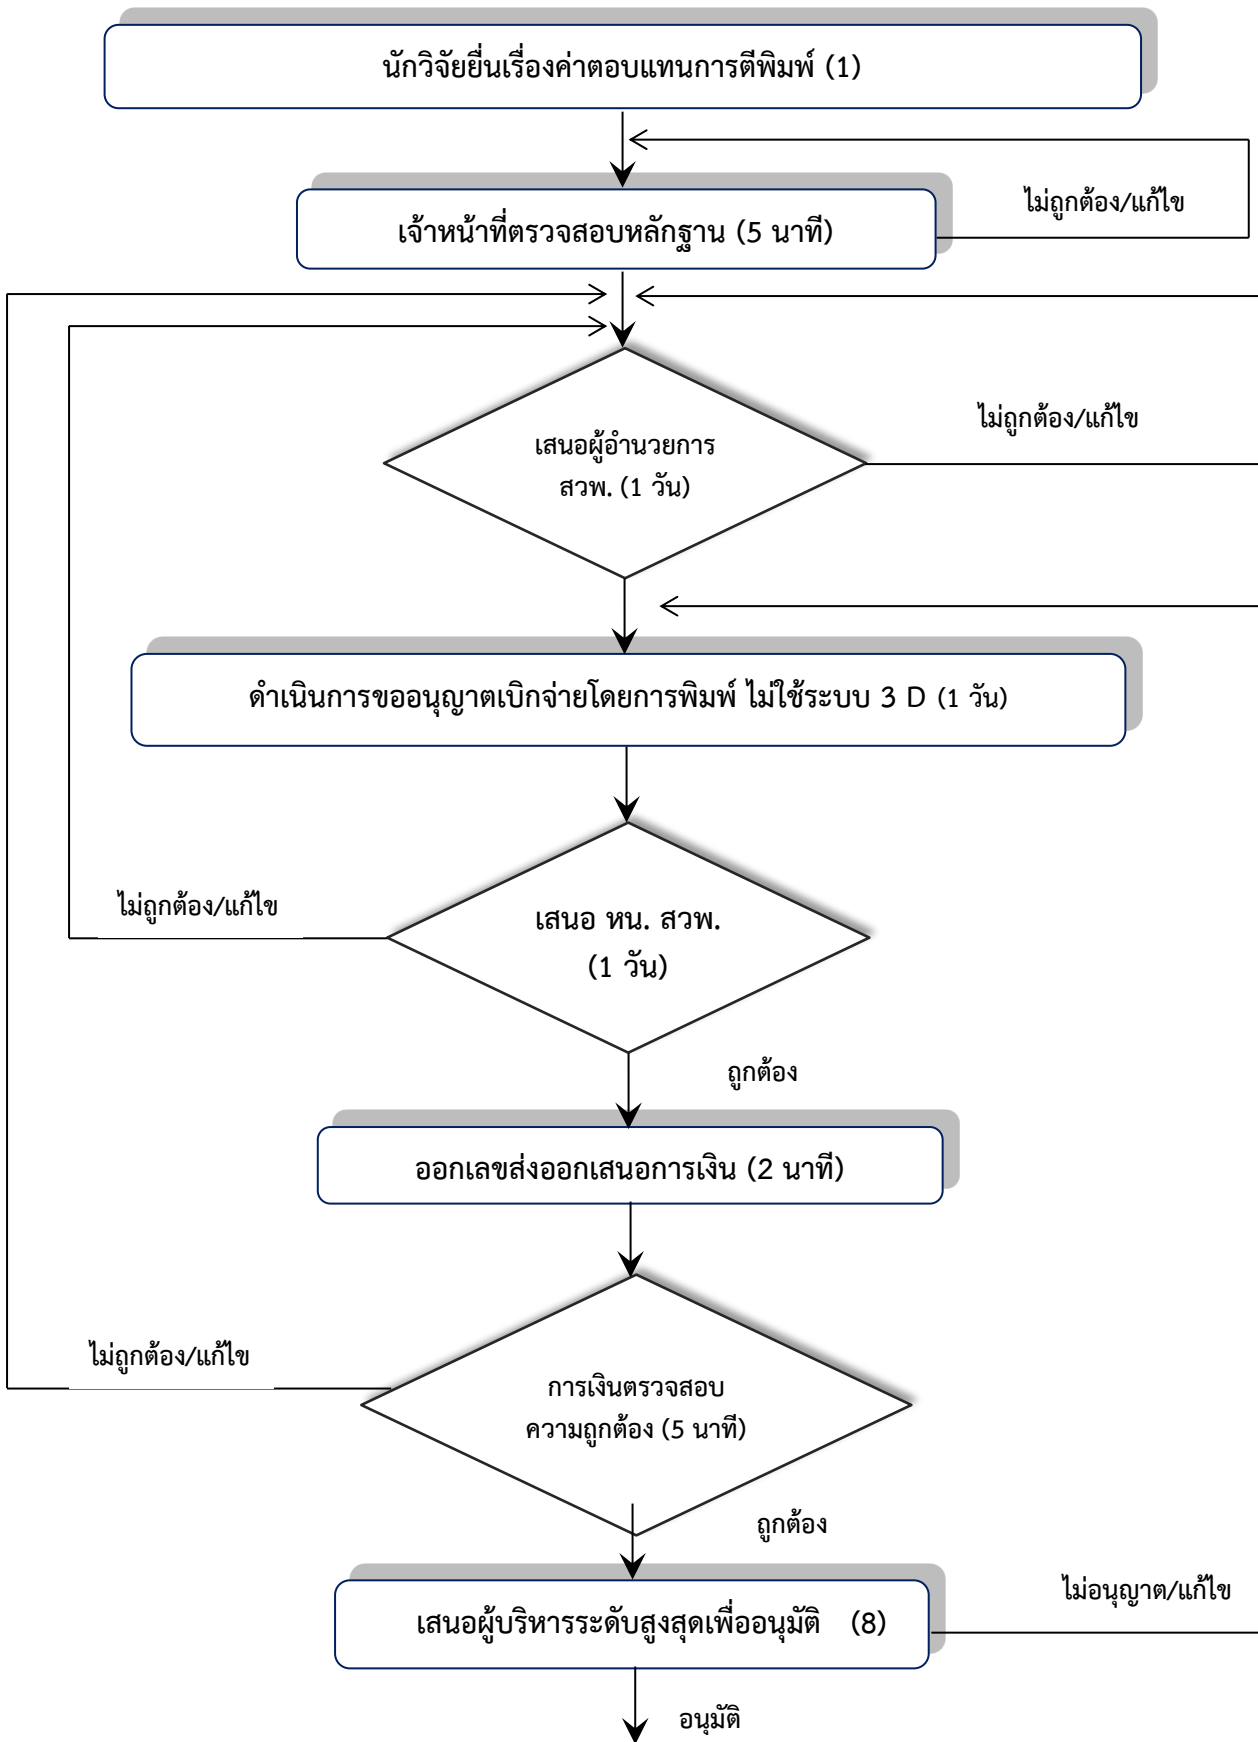 นักวิจัยยื่นเรื่องค่าตอบแทนการตีพิมพ์ (1)
ไม่ถูกต้อง/แก้ไข
เจ้าหน้าที่ตรวจสอบหลักฐาน (5 นาที)
ไม่ถูกต้อง/แก้ไข
เสนอผู้อำนวยการ
สวพ. (1 วัน)
ดำเนินการขออนุญาตเบิกจ่ายโดยการพิมพ์ ไม่ใช้ระบบ 3 D (1 วัน)
ไม่ถูกต้อง/แก้ไข
เสนอ หน. สวพ.
(1 วัน)
ถูกต้อง
ออกเลขส่งออกเสนอการเงิน (2 นาที)
ไม่ถูกต้อง/แก้ไข
การเงินตรวจสอบ
ความถูกต้อง (5 นาที)
ถูกต้อง
ไม่อนุญาต/แก้ไข
เสนอผู้บริหารระดับสูงสุดเพื่ออนุมัติ (8)
อนุมัติ